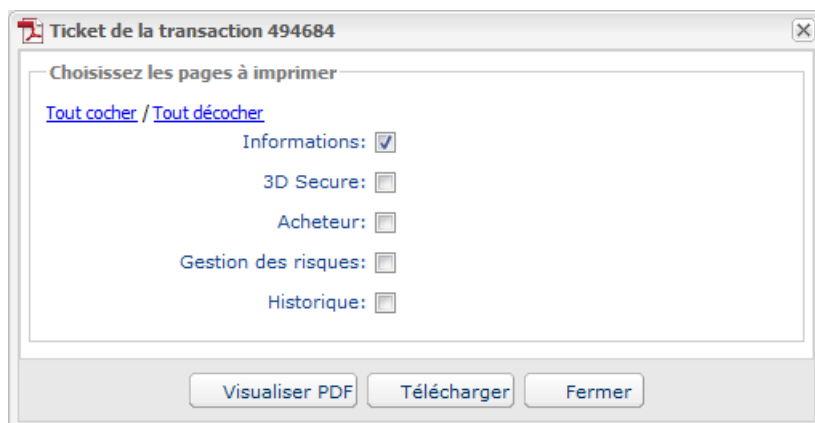 Ticket de la transaction 494684
Choisissez les pages à imprimer
Tout cocher / Tout décocher
Informations:
3D Secure:
Acheteur:
Gestion des risques:
Historique:
Visualiser PDF Télécharger Fermer